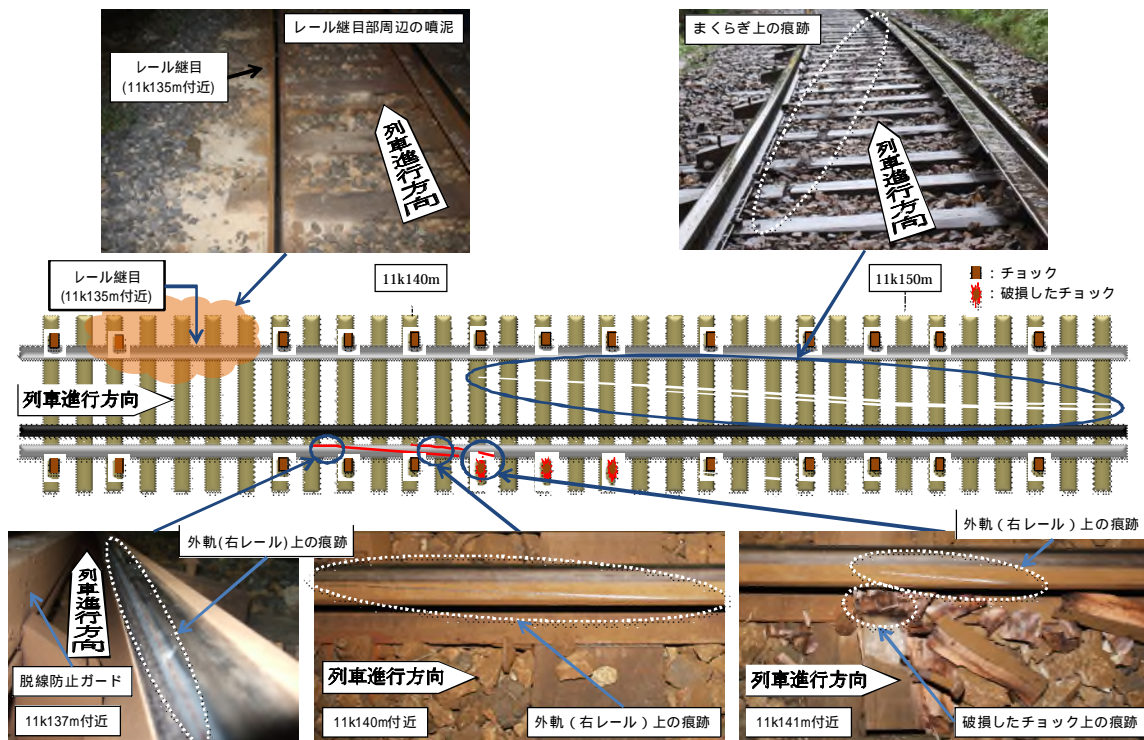 レール継目部周辺の噴泥
レール継目
(11k135m付近)
列車進行方向
まくらぎ上の痕跡
列車進行方向
レール継目
(11k135m付近)
11k140m
11k150m
：チョック
：破損したチョック
列車進行方向
外軌(右レール)上の痕跡
列車進行方向
脱線防止ガード
11k137m付近
列車進行方向
11k140m付近
外軌（右レール）上の痕跡
外軌（右レール）上の痕跡
列車進行方向
11k141m付近
破損したチョック上の痕跡